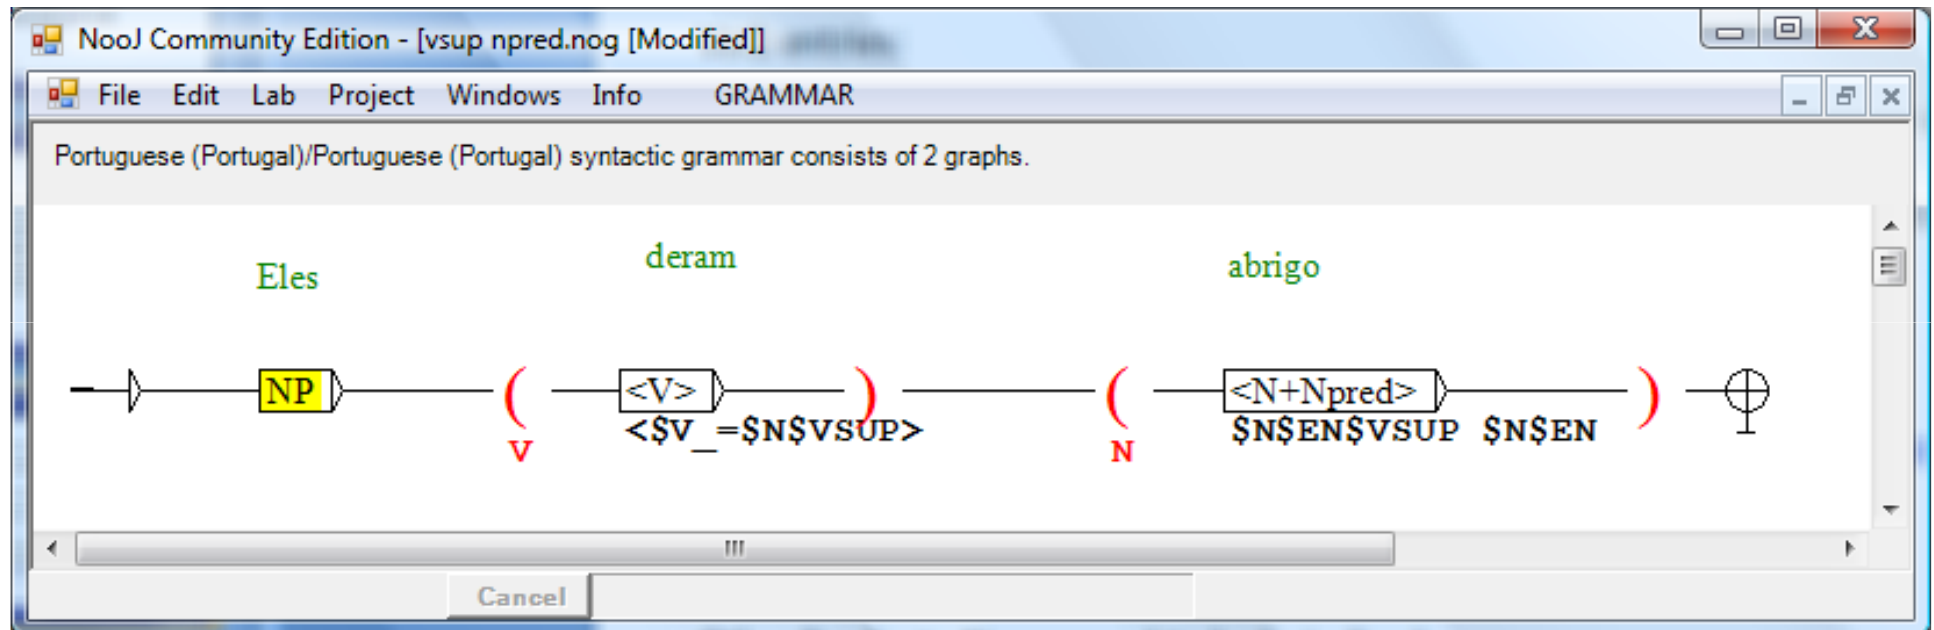 NooJ Community Edition - [vsup npred.nog [Modified]]
File Edit Lab Project Windows Info GRAMMAR
Portuguese (Portugal)/Portuguese (Portugal) syntactic grammar consists of 2 graphs.
Eles deram abrigo
NP ( <V> ) ( <N+Npred> )
<$V_=$N$VSUP> $N$EN$VSUP $N$EN
V N
Cancel